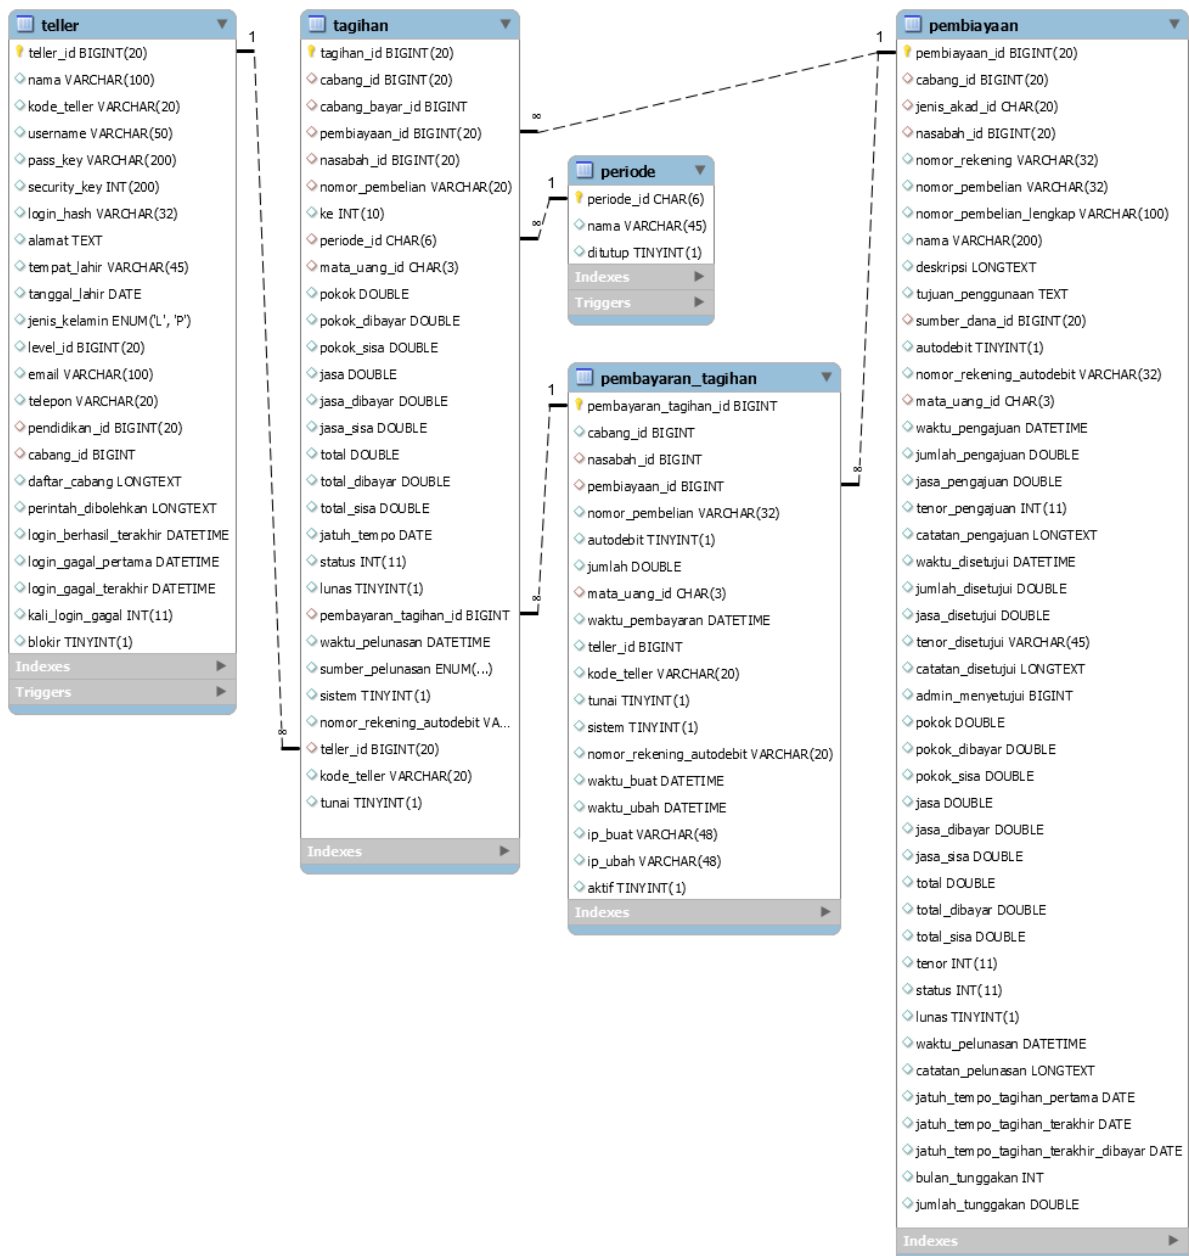 teller
teller_id BIGINT(20)
nama VARCHAR(100)
kode_teller VARCHAR(20)
username VARCHAR(50)
pass_key VARCHAR(200)
security_key INT(200)
login_hash VARCHAR(32)
alamat TEXT
tempat_lahir VARCHAR(45)
tanggal_lahir DATE
jenis_kelamin ENUM('L', 'P')
level_id BIGINT(20)
email VARCHAR(100)
telepon VARCHAR(20)
pendidikan_id BIGINT(20)
cabang_id BIGINT
daftar_cabang LONGTEXT
perintah_dibolehkan LONGTEXT
login_berhasil_terakhir DATETIME
login_gagal_pertama DATETIME
login_gagal_terakhir DATETIME
kali_login_gagal INT(11)
blokir TINYINT(1)
Indexes
Triggers
1
∞
tagihan
tagihan_id BIGINT(20)
cabang_id BIGINT(20)
cabang_bayar_id BIGINT
pembiayaan_id BIGINT(20)
nasabah_id BIGINT(20)
nomor_pembelian VARCHAR(20)
ke INT(10)
periode_id CHAR(6)
mata_uang_id CHAR(3)
pokok DOUBLE
pokok_dibayar DOUBLE
pokok_sisa DOUBLE
jasa DOUBLE
jasa_dibayar DOUBLE
jasa_sisa DOUBLE
total DOUBLE
total_dibayar DOUBLE
total_sisa DOUBLE
jatuh_tempo DATE
status INT(11)
lunas TINYINT(1)
pembayaran_tagihan_id BIGINT
waktu_pelunasan DATETIME
sumber_pelunasan ENUM(...)
sistem TINYINT(1)
nomor_rekening_autodebit VA...
teller_id BIGINT(20)
kode_teller VARCHAR(20)
tunai TINYINT(1)
Indexes
∞
1
∞
1
∞
periode
periode_id CHAR(6)
nama VARCHAR(45)
ditutup TINYINT(1)
Indexes
Triggers
pembayaran_tagihan
pembayaran_tagihan_id BIGINT
cabang_id BIGINT
nasabah_id BIGINT
pembiayaan_id BIGINT
nomor_pembelian VARCHAR(32)
autodebit TINYINT(1)
jumlah DOUBLE
mata_uang_id CHAR(3)
waktu_pembayaran DATETIME
teller_id BIGINT
kode_teller VARCHAR(20)
tunai TINYINT(1)
sistem TINYINT(1)
nomor_rekening_autodebit VARCHAR(20)
waktu_buat DATETIME
waktu_ubah DATETIME
ip_buat VARCHAR(48)
ip_ubah VARCHAR(48)
aktif TINYINT(1)
Indexes
1
∞
pembiayaan
pembiayaan_id BIGINT(20)
cabang_id BIGINT(20)
jenis_akad_id CHAR(20)
nasabah_id BIGINT(20)
nomor_rekening VARCHAR(32)
nomor_pembelian VARCHAR(32)
nomor_pembelian_lengkap VARCHAR(100)
nama VARCHAR(200)
deskripsi LONGTEXT
tujuan_penggunaan TEXT
sumber_dana_id BIGINT(20)
autodebit TINYINT(1)
nomor_rekening_autodebit VARCHAR(32)
mata_uang_id CHAR(3)
waktu_pengajuan DATETIME
jumlah_pengajuan DOUBLE
jasa_pengajuan DOUBLE
tenor_pengajuan INT(11)
catatan_pengajuan LONGTEXT
waktu_disetujui DATETIME
jumlah_disetujui DOUBLE
jasa_disetujui DOUBLE
tenor_disetujui VARCHAR(45)
catatan_disetujui LONGTEXT
admin_menyetujui BIGINT
pokok DOUBLE
pokok_dibayar DOUBLE
pokok_sisa DOUBLE
jasa DOUBLE
jasa_dibayar DOUBLE
jasa_sisa DOUBLE
total DOUBLE
total_dibayar DOUBLE
total_sisa DOUBLE
tenor INT(11)
status INT(11)
lunas TINYINT(1)
waktu_pelunasan DATETIME
catatan_pelunasan LONGTEXT
jatuh_tempo_tagihan_pertama DATE
jatuh_tempo_tagihan_terakhir DATE
jatuh_tempo_tagihan_terakhir_dibayar DATE
bulan_tunggakan INT
jumlah_tunggakan DOUBLE
Indexes